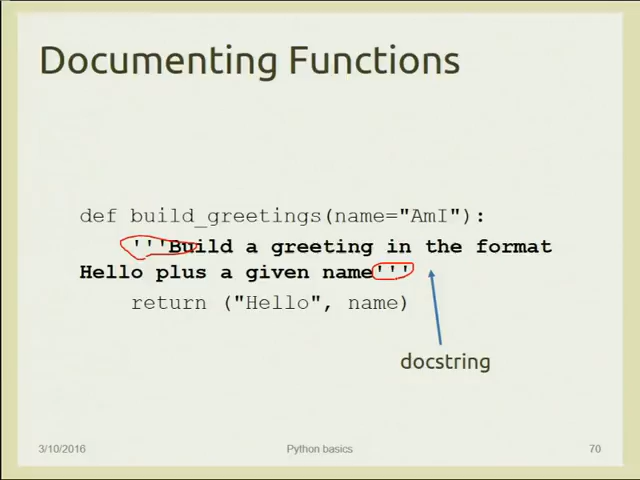 Documenting Functions
def build_greetings(name="AmI"):
'''Build a greeting in the format
Hello plus a given name'''
return ("Hello", name)
docstring
3/10/2016
Python basics
70